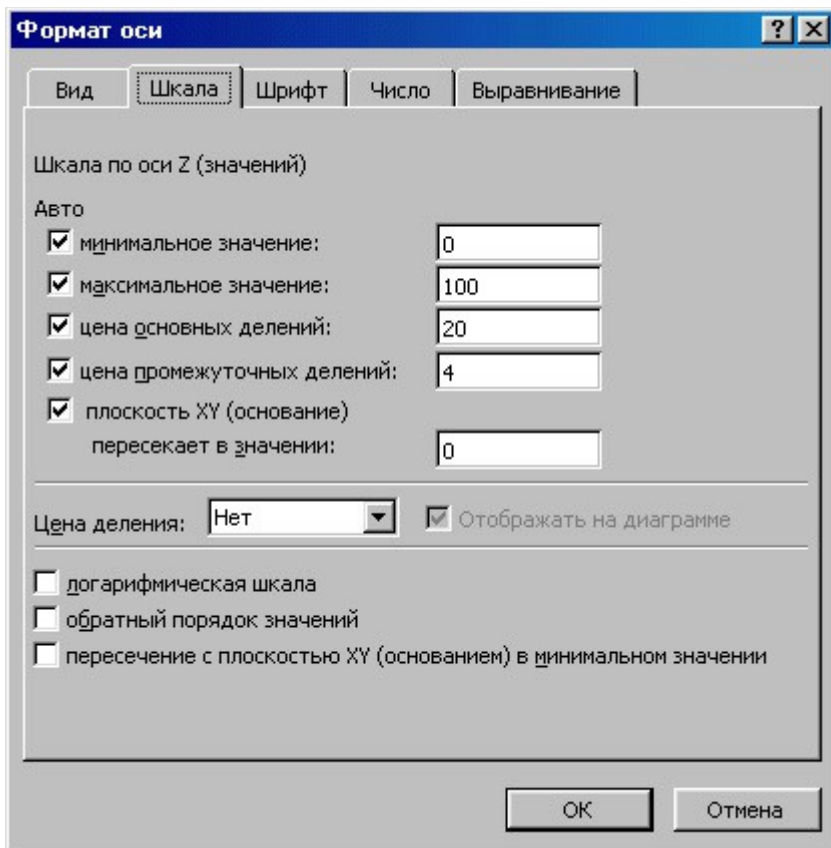 Формат оси
Вид Шкала Шрифт Число Выравнивание
Шкала по оси Z (значений)
Авто
минимальное значение: 0
максимальное значение: 100
цена основных делений: 20
цена промежуточных делений: 4
плоскость XY (основание)
пересекает в значении: 0
Цена деления: Нет Отображать на диаграмме
логарифмическая шкала
обратный порядок значений
пересечение с плоскостью XY (основанием) в минимальном значении
ОК Отмена